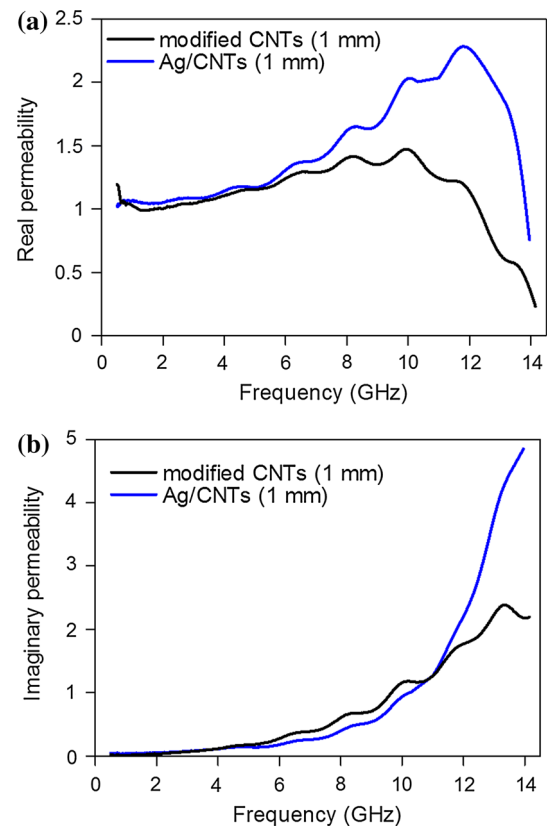 (a)
2.5
2
1.5
1
0.5
0
modified CNTs (1 mm)
Ag/CNTs (1 mm)
Real permeability
0 2 4 6 8 10 12 14
Frequency (GHz)
(b)
5
4
3
2
1
0
modified CNTs (1 mm)
Ag/CNTs (1 mm)
Imaginary permeability
0 2 4 6 8 10 12 14
Frequency (GHz)